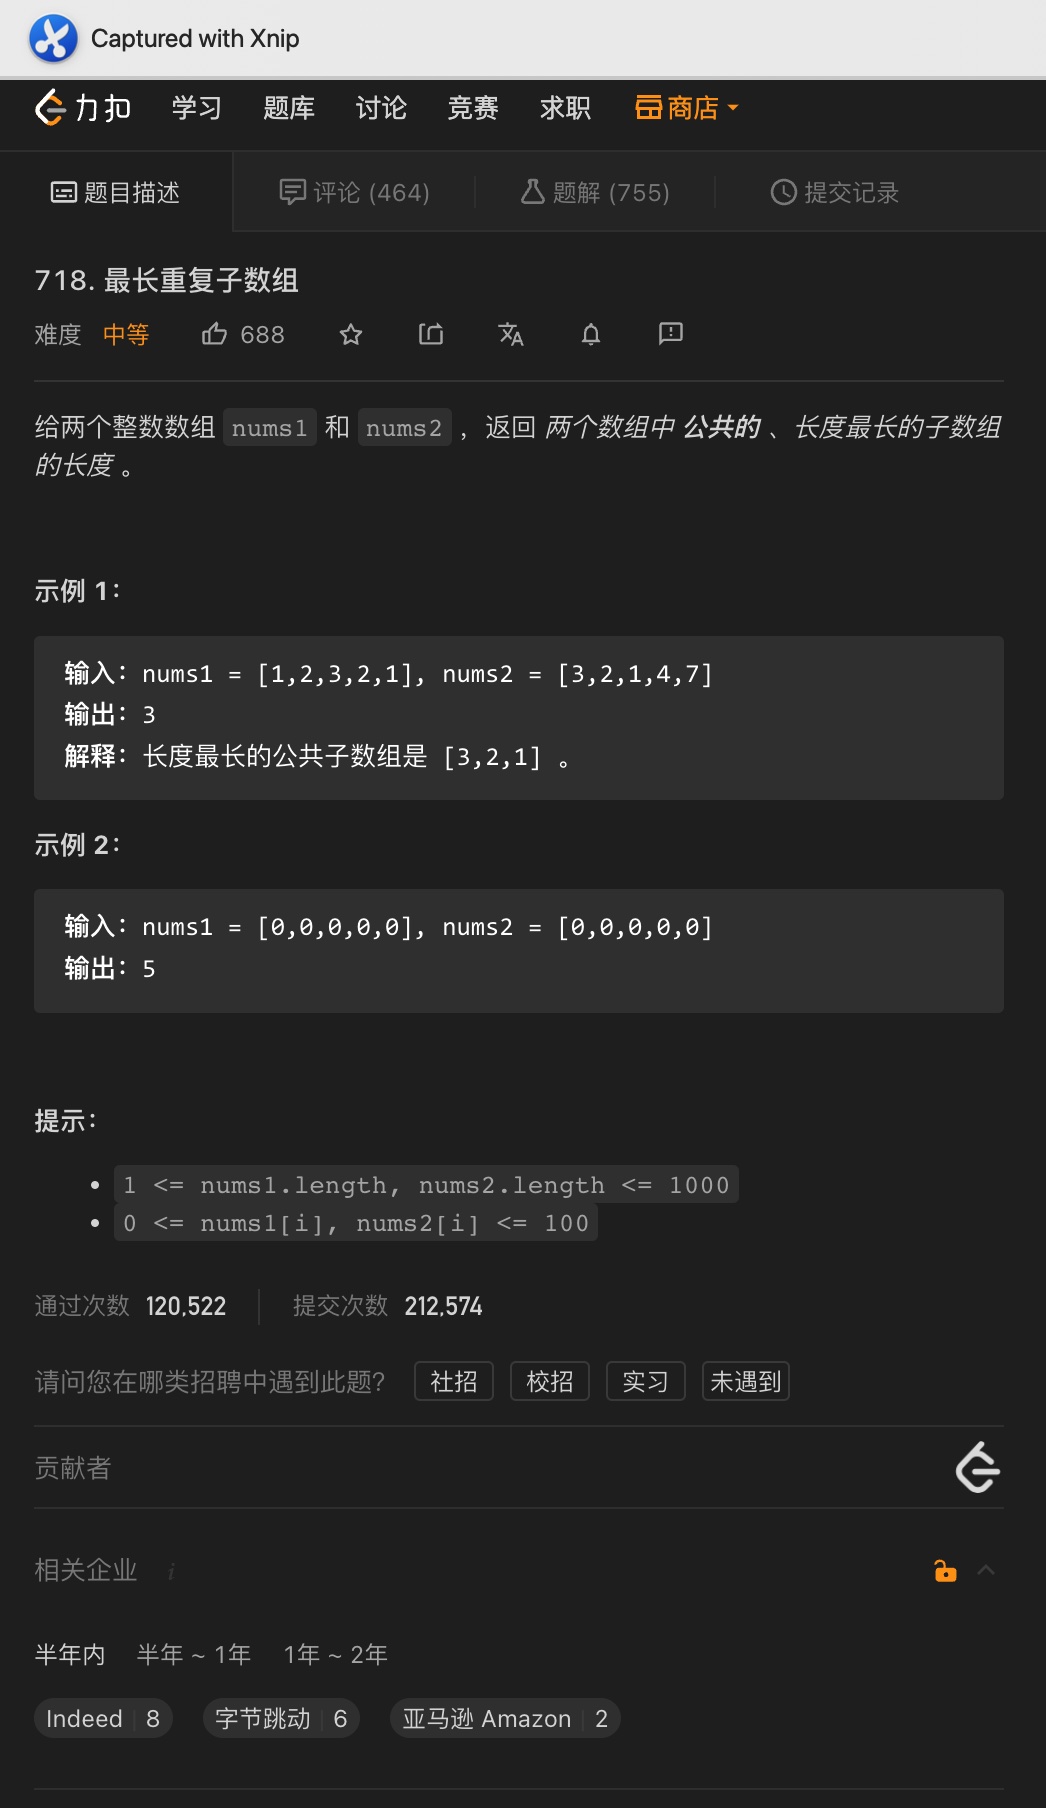 Captured with Xnip
力扣 学习 题库 讨论 竞赛 求职 商店
题目描述 评论 (464) 题解 (755) 提交记录
718. 最长重复子数组
难度 中等 688
给两个整数数组 nums1 和 nums2 ，返回 两个数组中 公共的 、长度最长的子数组
的长度 。
示例 1：
输入：nums1 = [1,2,3,2,1], nums2 = [3,2,1,4,7]
输出：3
解释：长度最长的公共子数组是 [3,2,1] 。
示例 2：
输入：nums1 = [0,0,0,0,0], nums2 = [0,0,0,0,0]
输出：5
提示：
• 1 <= nums1.length, nums2.length <= 1000
• 0 <= nums1[i], nums2[i] <= 100
通过次数 120,522 提交次数 212,574
请问您在哪类招聘中遇到此题？ 社招 校招 实习 未遇到
贡献者
相关企业 i
半年内 半年 ~ 1年 1年 ~ 2年
Indeed 8 字节跳动 6 亚马逊 Amazon 2